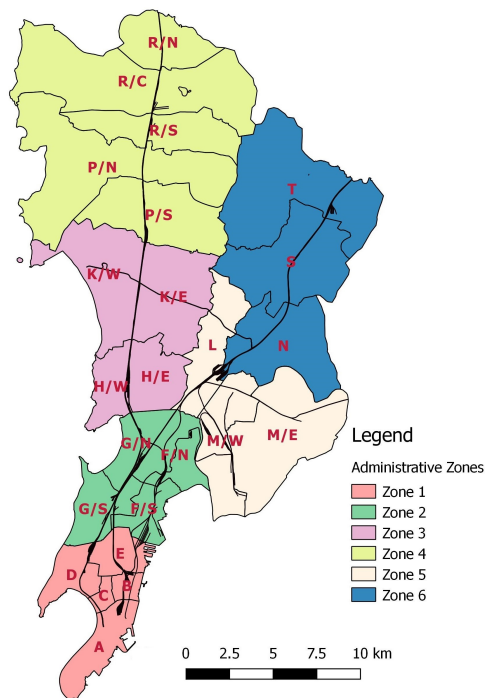 R/N
R/C
R/S
P/N
T
P/S
S
K/W
K/E
L
N
H/E
H/W
G/N
F/N
M/W
M/E
G/S
F/S
E
D
B
C
A
Legend
Administrative Zones
Zone 1
Zone 2
Zone 3
Zone 4
Zone 5
Zone 6
0 2.5 5 7.5 10 km